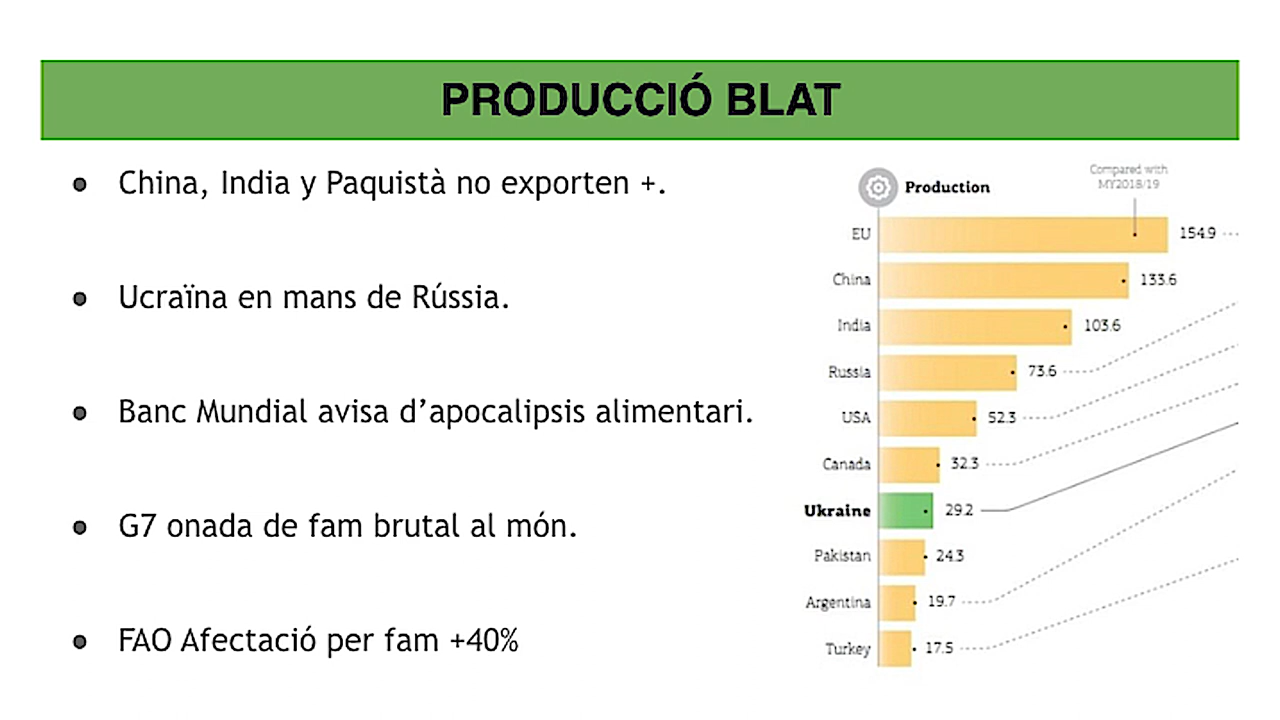 PRODUCCIÓ BLAT
• China, India y Paquistà no exporten +.
• Ucraïna en mans de Rússia.
• Banc Mundial avisa d’apocalipsis alimentari.
• G7 onada de fam brutal al món.
• FAO Afectació per fam +40%
Production
Compared with
MY2018/19
EU 154.9
China 133.6
India 103.6
Russia 73.6
USA 52.3
Canada 32.3
Ukraine 29.2
Pakistan 24.3
Argentina 19.7
Turkey 17.5